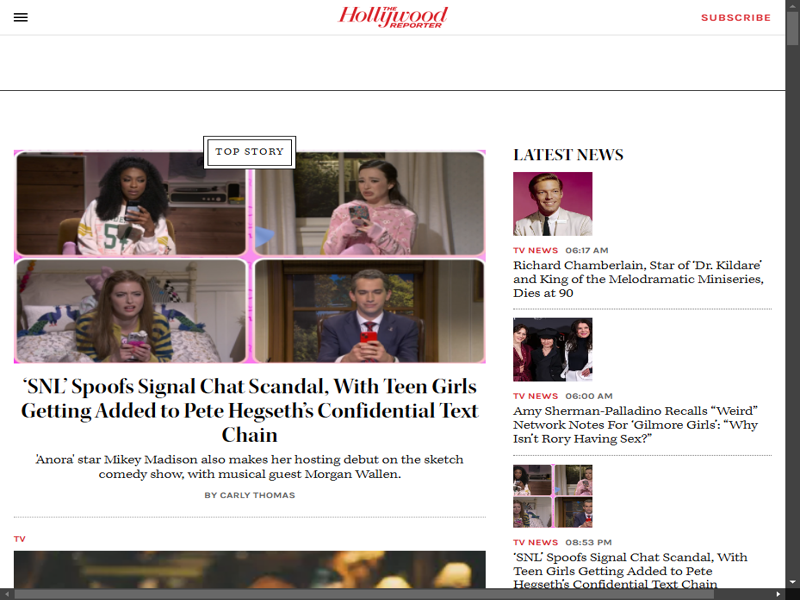 THE
Hollywood
REPORTER
SUBSCRIBE
TOP STORY
‘SNL’ Spoofs Signal Chat Scandal, With Teen Girls
Getting Added to Pete Hegseth’s Confidential Text
Chain
‘Anora’ star Mikey Madison also makes her hosting debut on the sketch
comedy show, with musical guest Morgan Wallen.
BY CARLY THOMAS
TV
LATEST NEWS
TV NEWS 06:17 AM
Richard Chamberlain, Star of ‘Dr. Kildare’
and King of the Melodramatic Miniseries,
Dies at 90
TV NEWS 06:00 AM
Amy Sherman-Palladino Recalls “Weird”
Network Notes For ‘Gilmore Girls’: “Why
Isn’t Rory Having Sex?”
TV NEWS 08:53 PM
‘SNL’ Spoofs Signal Chat Scandal, With
Teen Girls Getting Added to Pete
Hegseth’s Confidential Text Chain